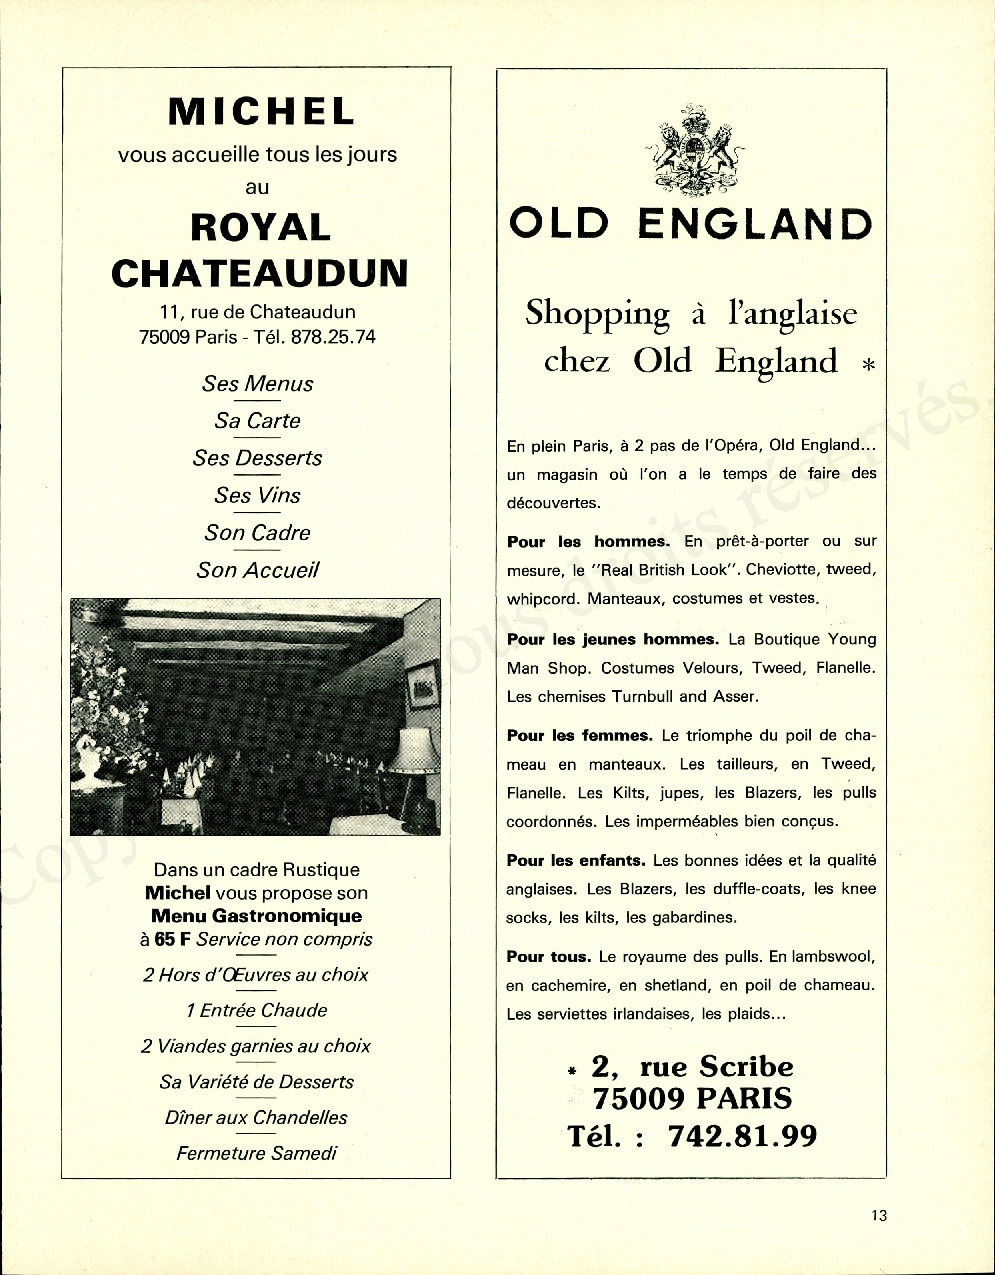 MICHEL
vous accueille tous les jours
au
ROYAL
CHATEAUDUN
11, rue de Chateaudun
75009 Paris - Tél. 878.25.74
Ses Menus
Sa Carte
Ses Desserts
Ses Vins
Son Cadre
Son Accueil
Dans un cadre Rustique
Michel vous propose son
Menu Gastronomique
à 65 F Service non compris
2 Hors d'Œuvres au choix
1 Entrée Chaude
2 Viandes garnies au choix
Sa Variété de Desserts
Dîner aux Chandelles
Fermeture Samedi
OLD ENGLAND
Shopping à l'anglaise
chez Old England *
En plein Paris, à 2 pas de l'Opéra, Old England...
un magasin où l'on a le temps de faire des
découvertes.
Pour les hommes. En prêt-à-porter ou sur
mesure, le "Real British Look". Cheviotte, tweed,
whipcord. Manteaux, costumes et vestes.
Pour les jeunes hommes. La Boutique Young
Man Shop. Costumes Velours, Tweed, Flanelle.
Les chemises Turnbull and Asser.
Pour les femmes. Le triomphe du poil de cha-
meau en manteaux. Les tailleurs, en Tweed,
Flanelle. Les Kilts, jupes, les Blazers, les pulls
coordonnés. Les imperméables bien conçus.
Pour les enfants. Les bonnes idées et la qualité
anglaises. Les Blazers, les duffle-coats, les knee
socks, les kilts, les gabardines.
Pour tous. Le royaume des pulls. En lambswool,
en cachemire, en shetland, en poil de chameau.
Les serviettes irlandaises, les plaids...
* 2, rue Scribe
75009 PARIS
Tél. : 742.81.99
13
tous droits réservés.